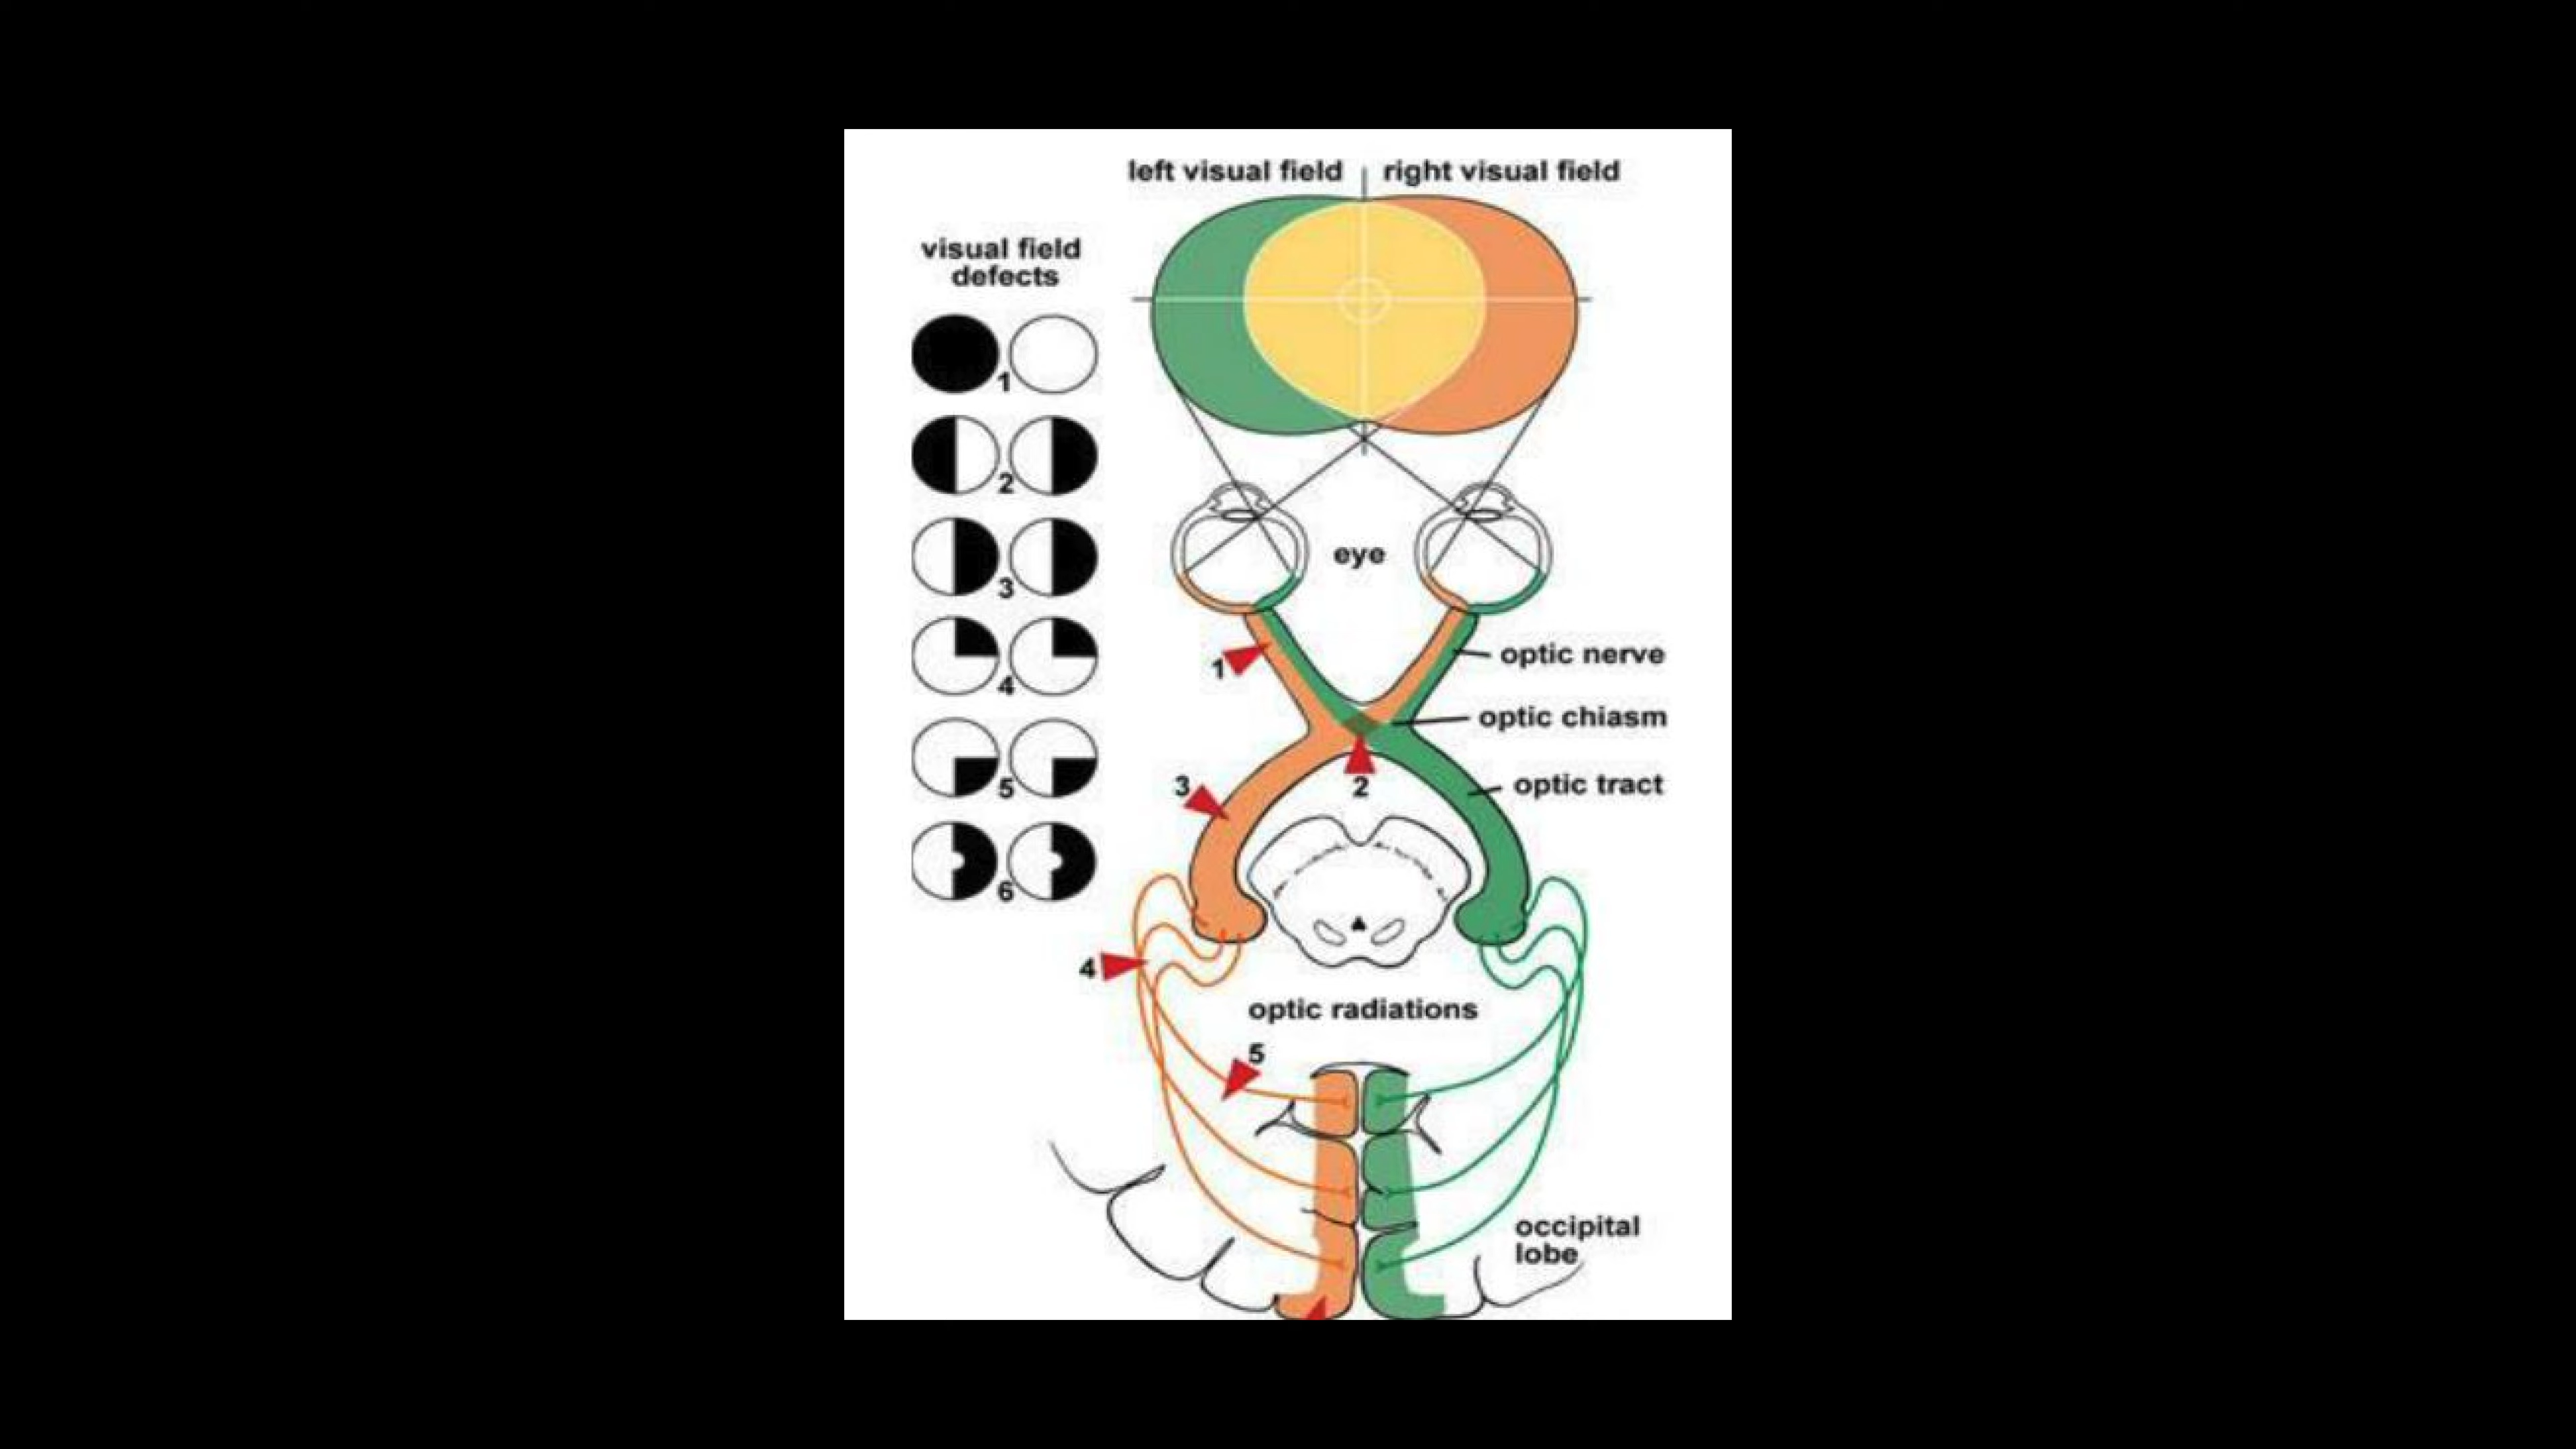 left visual field
right visual field
visual field
defects
1
2
3
4
5
6
eye
1
optic nerve
optic chiasm
3
2
optic tract
4
optic radiations
5
occipital
lobe